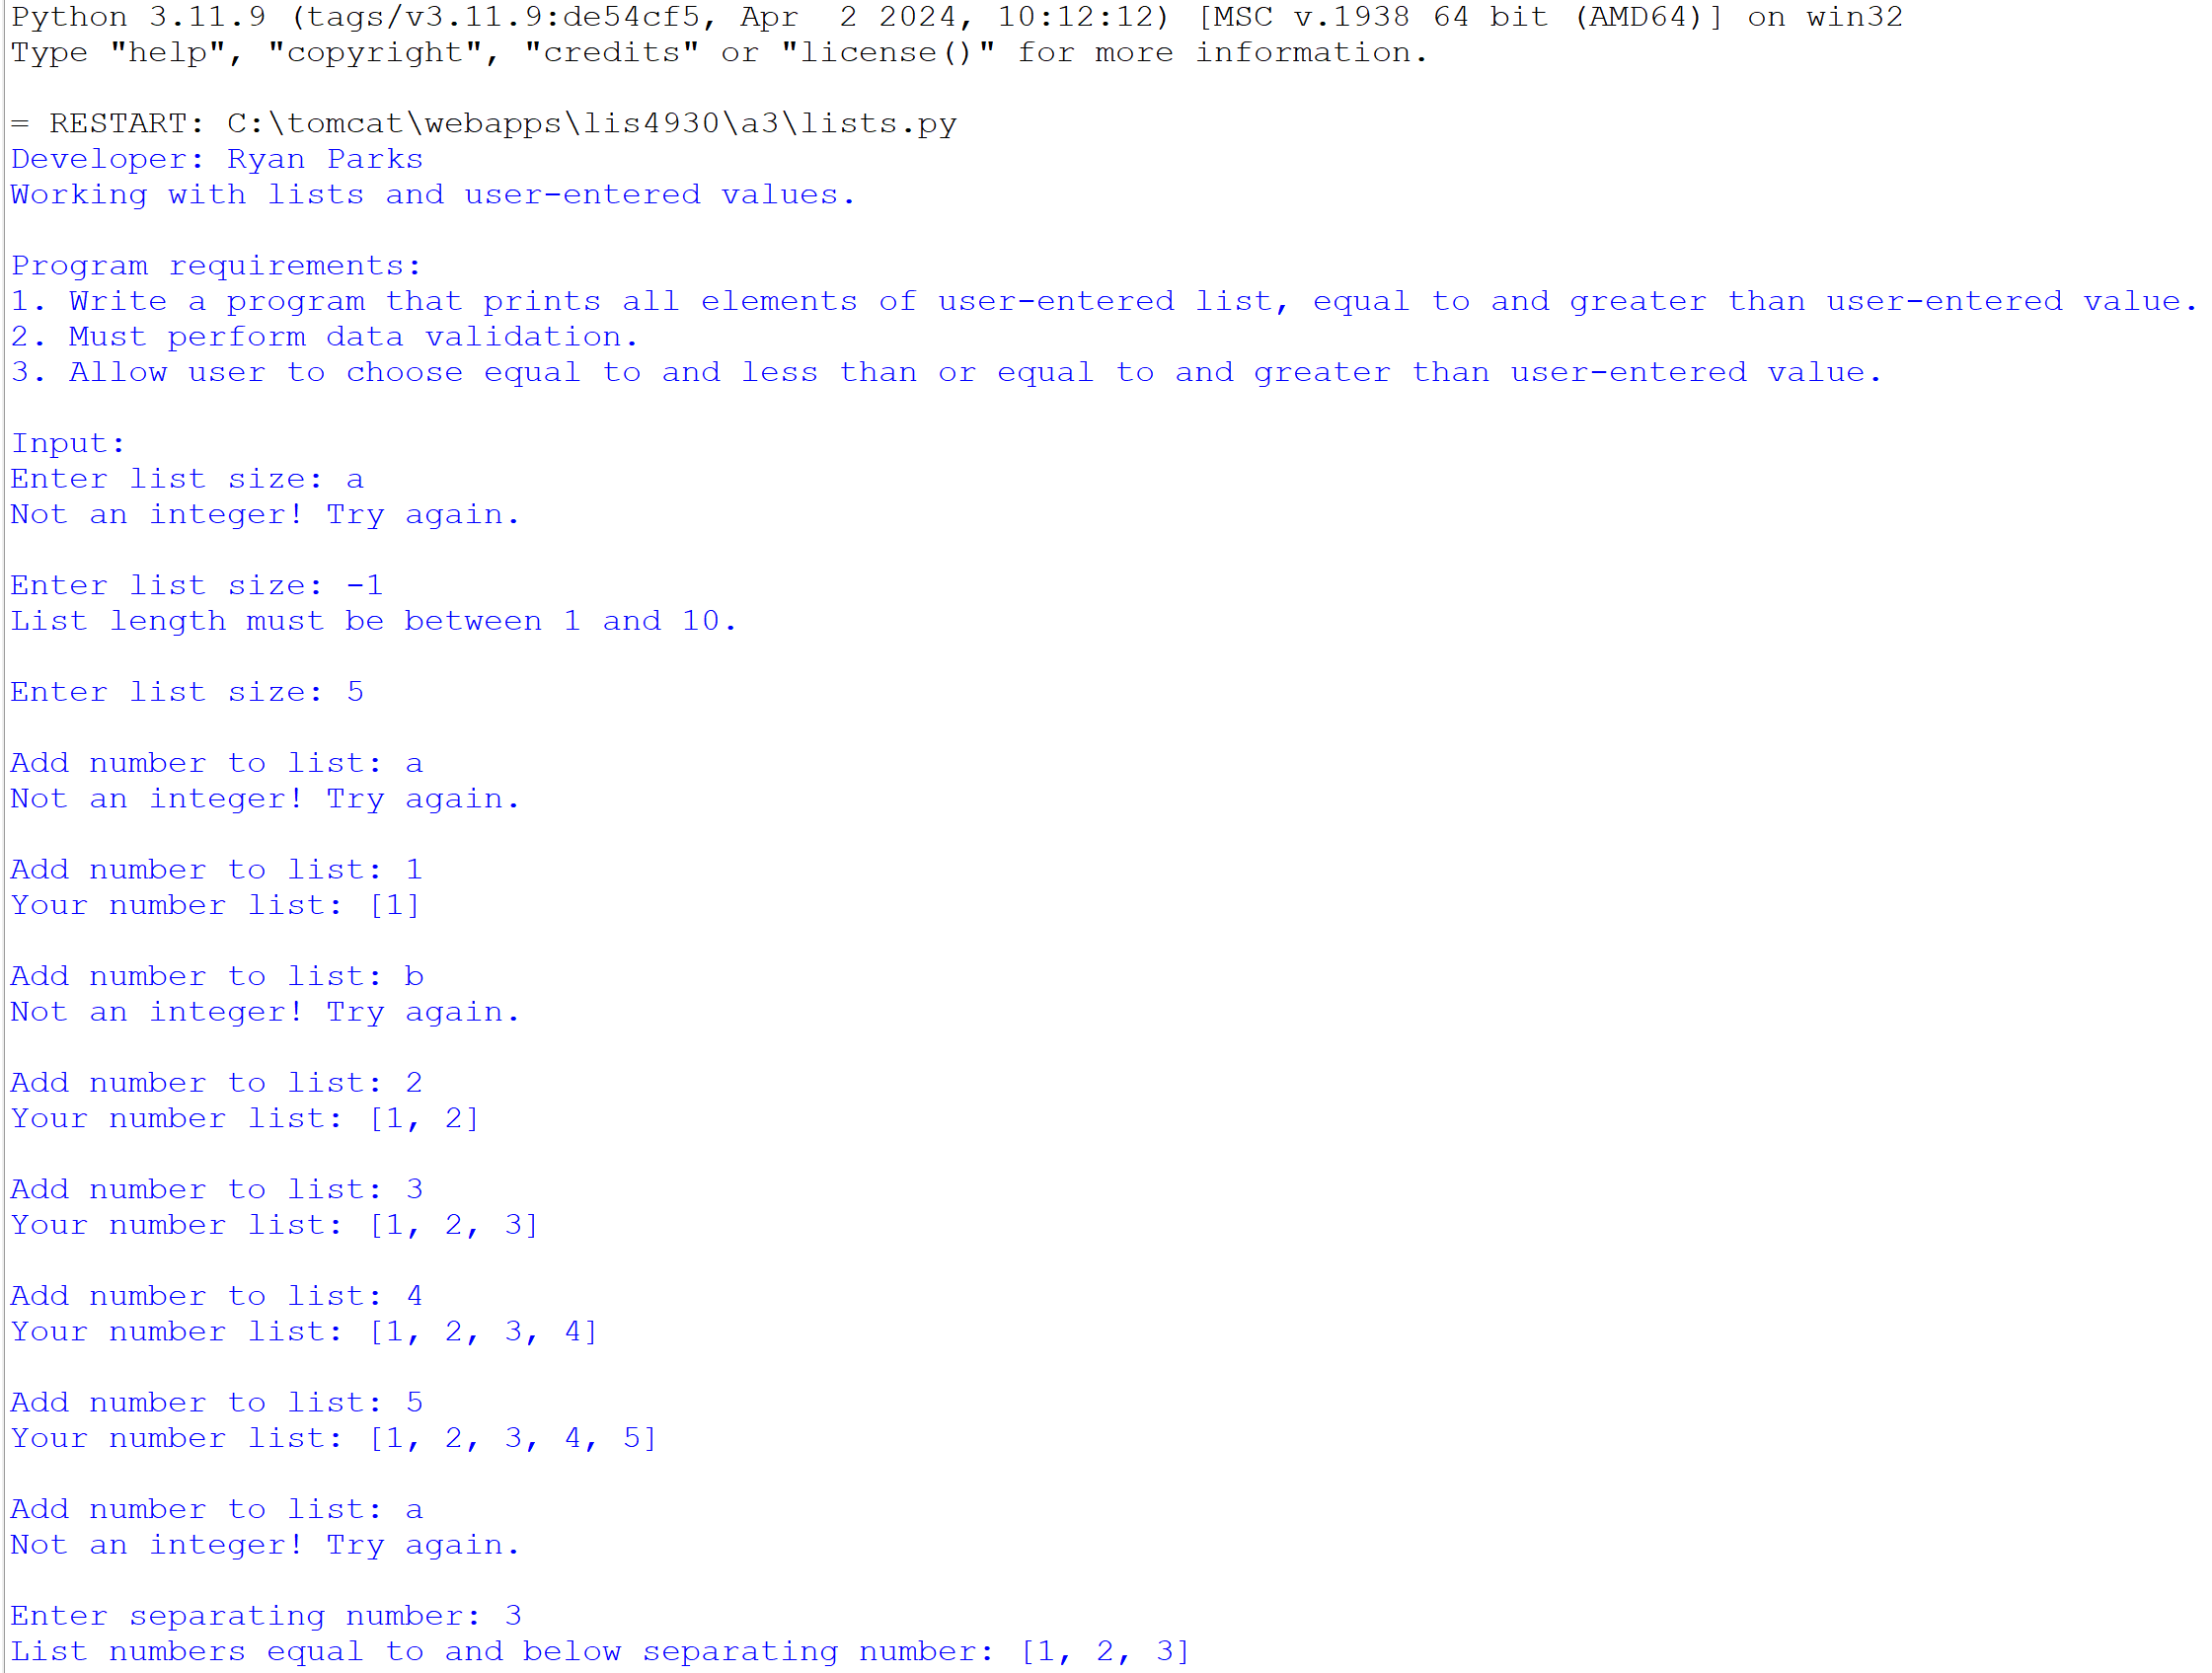 Python 3.11.9 (tags/v3.11.9:de54cf5, Apr  2 2024, 10:12:12) [MSC v.1938 64 bit (AMD64)] on win32
Type "help", "copyright", "credits" or "license()" for more information.

= RESTART: C:\tomcat\webapps\lis4930\a3\lists.py
Developer: Ryan Parks
Working with lists and user-entered values.

Program requirements:
1. Write a program that prints all elements of user-entered list, equal to and greater than user-entered value.
2. Must perform data validation.
3. Allow user to choose equal to and less than or equal to and greater than user-entered value.

Input:
Enter list size: a
Not an integer! Try again.

Enter list size: -1
List length must be between 1 and 10.

Enter list size: 5

Add number to list: a
Not an integer! Try again.

Add number to list: 1
Your number list: [1]

Add number to list: b
Not an integer! Try again.

Add number to list: 2
Your number list: [1, 2]

Add number to list: 3
Your number list: [1, 2, 3]

Add number to list: 4
Your number list: [1, 2, 3, 4]

Add number to list: 5
Your number list: [1, 2, 3, 4, 5]

Add number to list: a
Not an integer! Try again.

Enter separating number: 3
List numbers equal to and below separating number: [1, 2, 3]